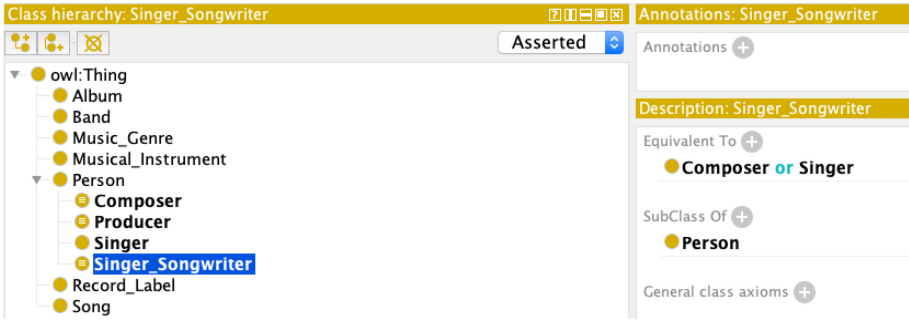 Class hierarchy: Singer_Songwriter
Asserted
owl:Thing
Album
Band
Music_Genre
Musical_Instrument
Person
Composer
Producer
Singer
Singer_Songwriter
Record_Label
Song
Annotations: Singer_Songwriter
Annotations
Description: Singer_Songwriter
Equivalent To
Composer or Singer
SubClass Of
Person
General class axioms